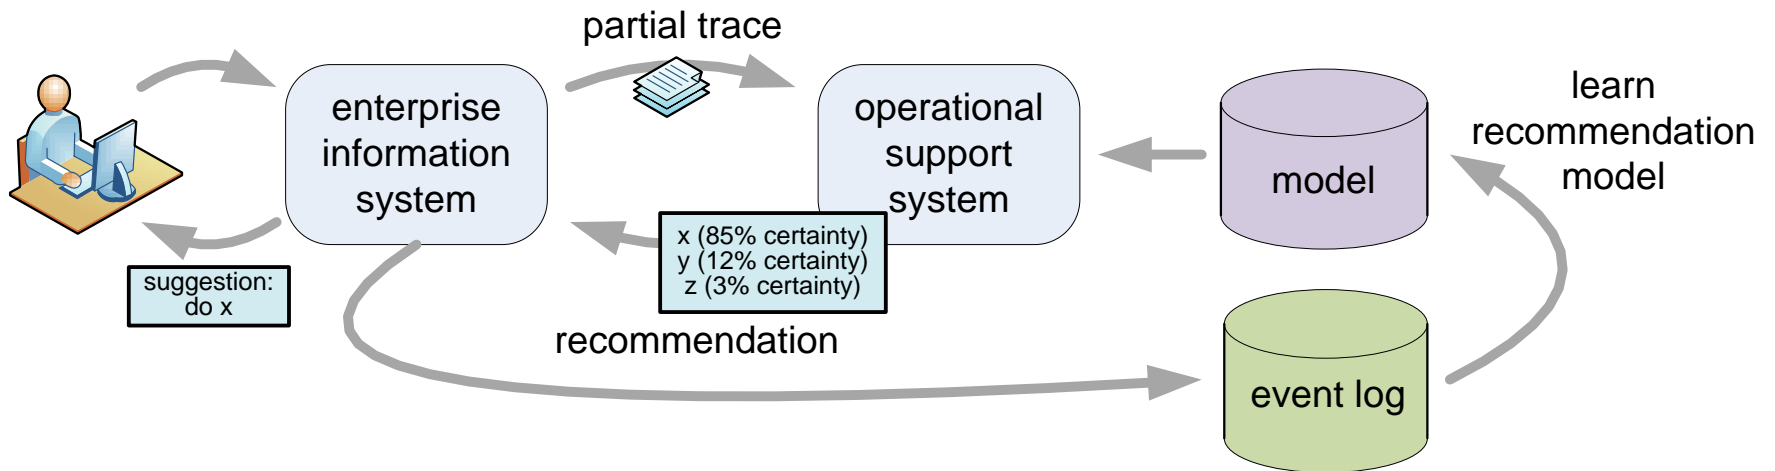 partial trace
enterprise
information
system
operational
support
system
model
learn
recommendation
model
x (85% certainty)
y (12% certainty)
z (3% certainty)
suggestion:
do x
recommendation
event log